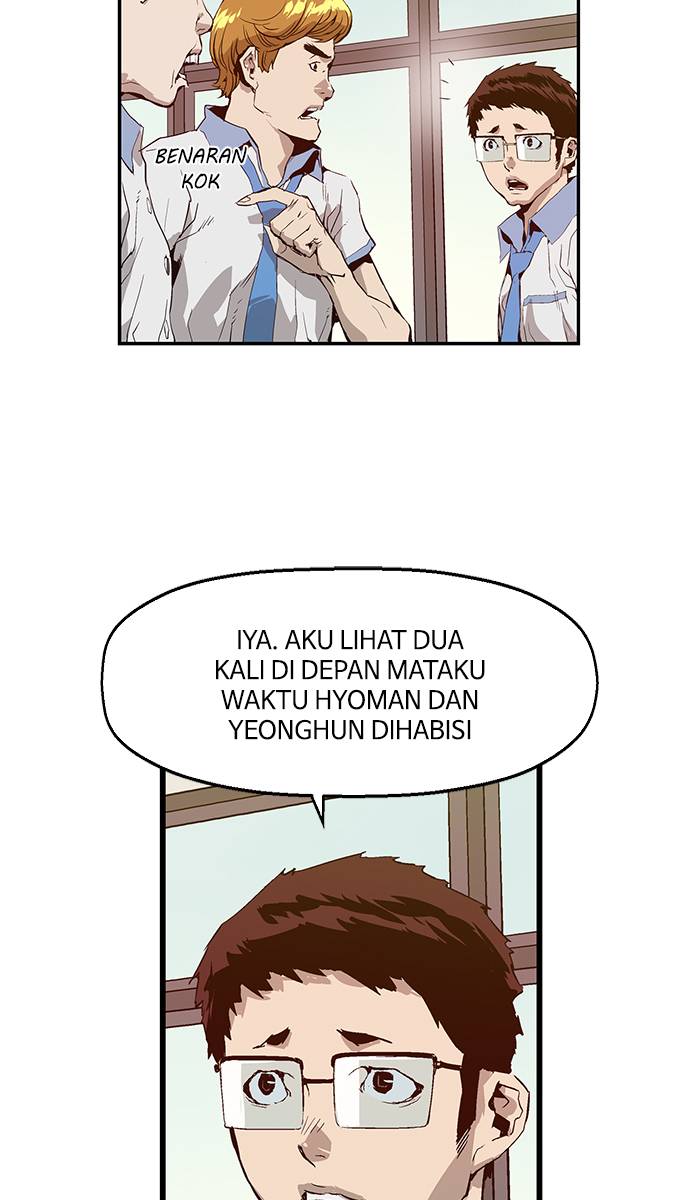 BENARAN
KOK
IYA. AKU LIHAT DUA
KALI DI DEPAN MATAKU
WAKTU HYOMAN DAN
YEONGHUN DIHABISI